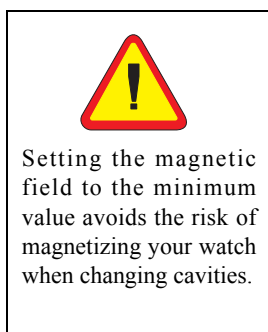 !
Setting the magnetic
field to the minimum
value avoids the risk of
magnetizing your watch
when changing cavities.